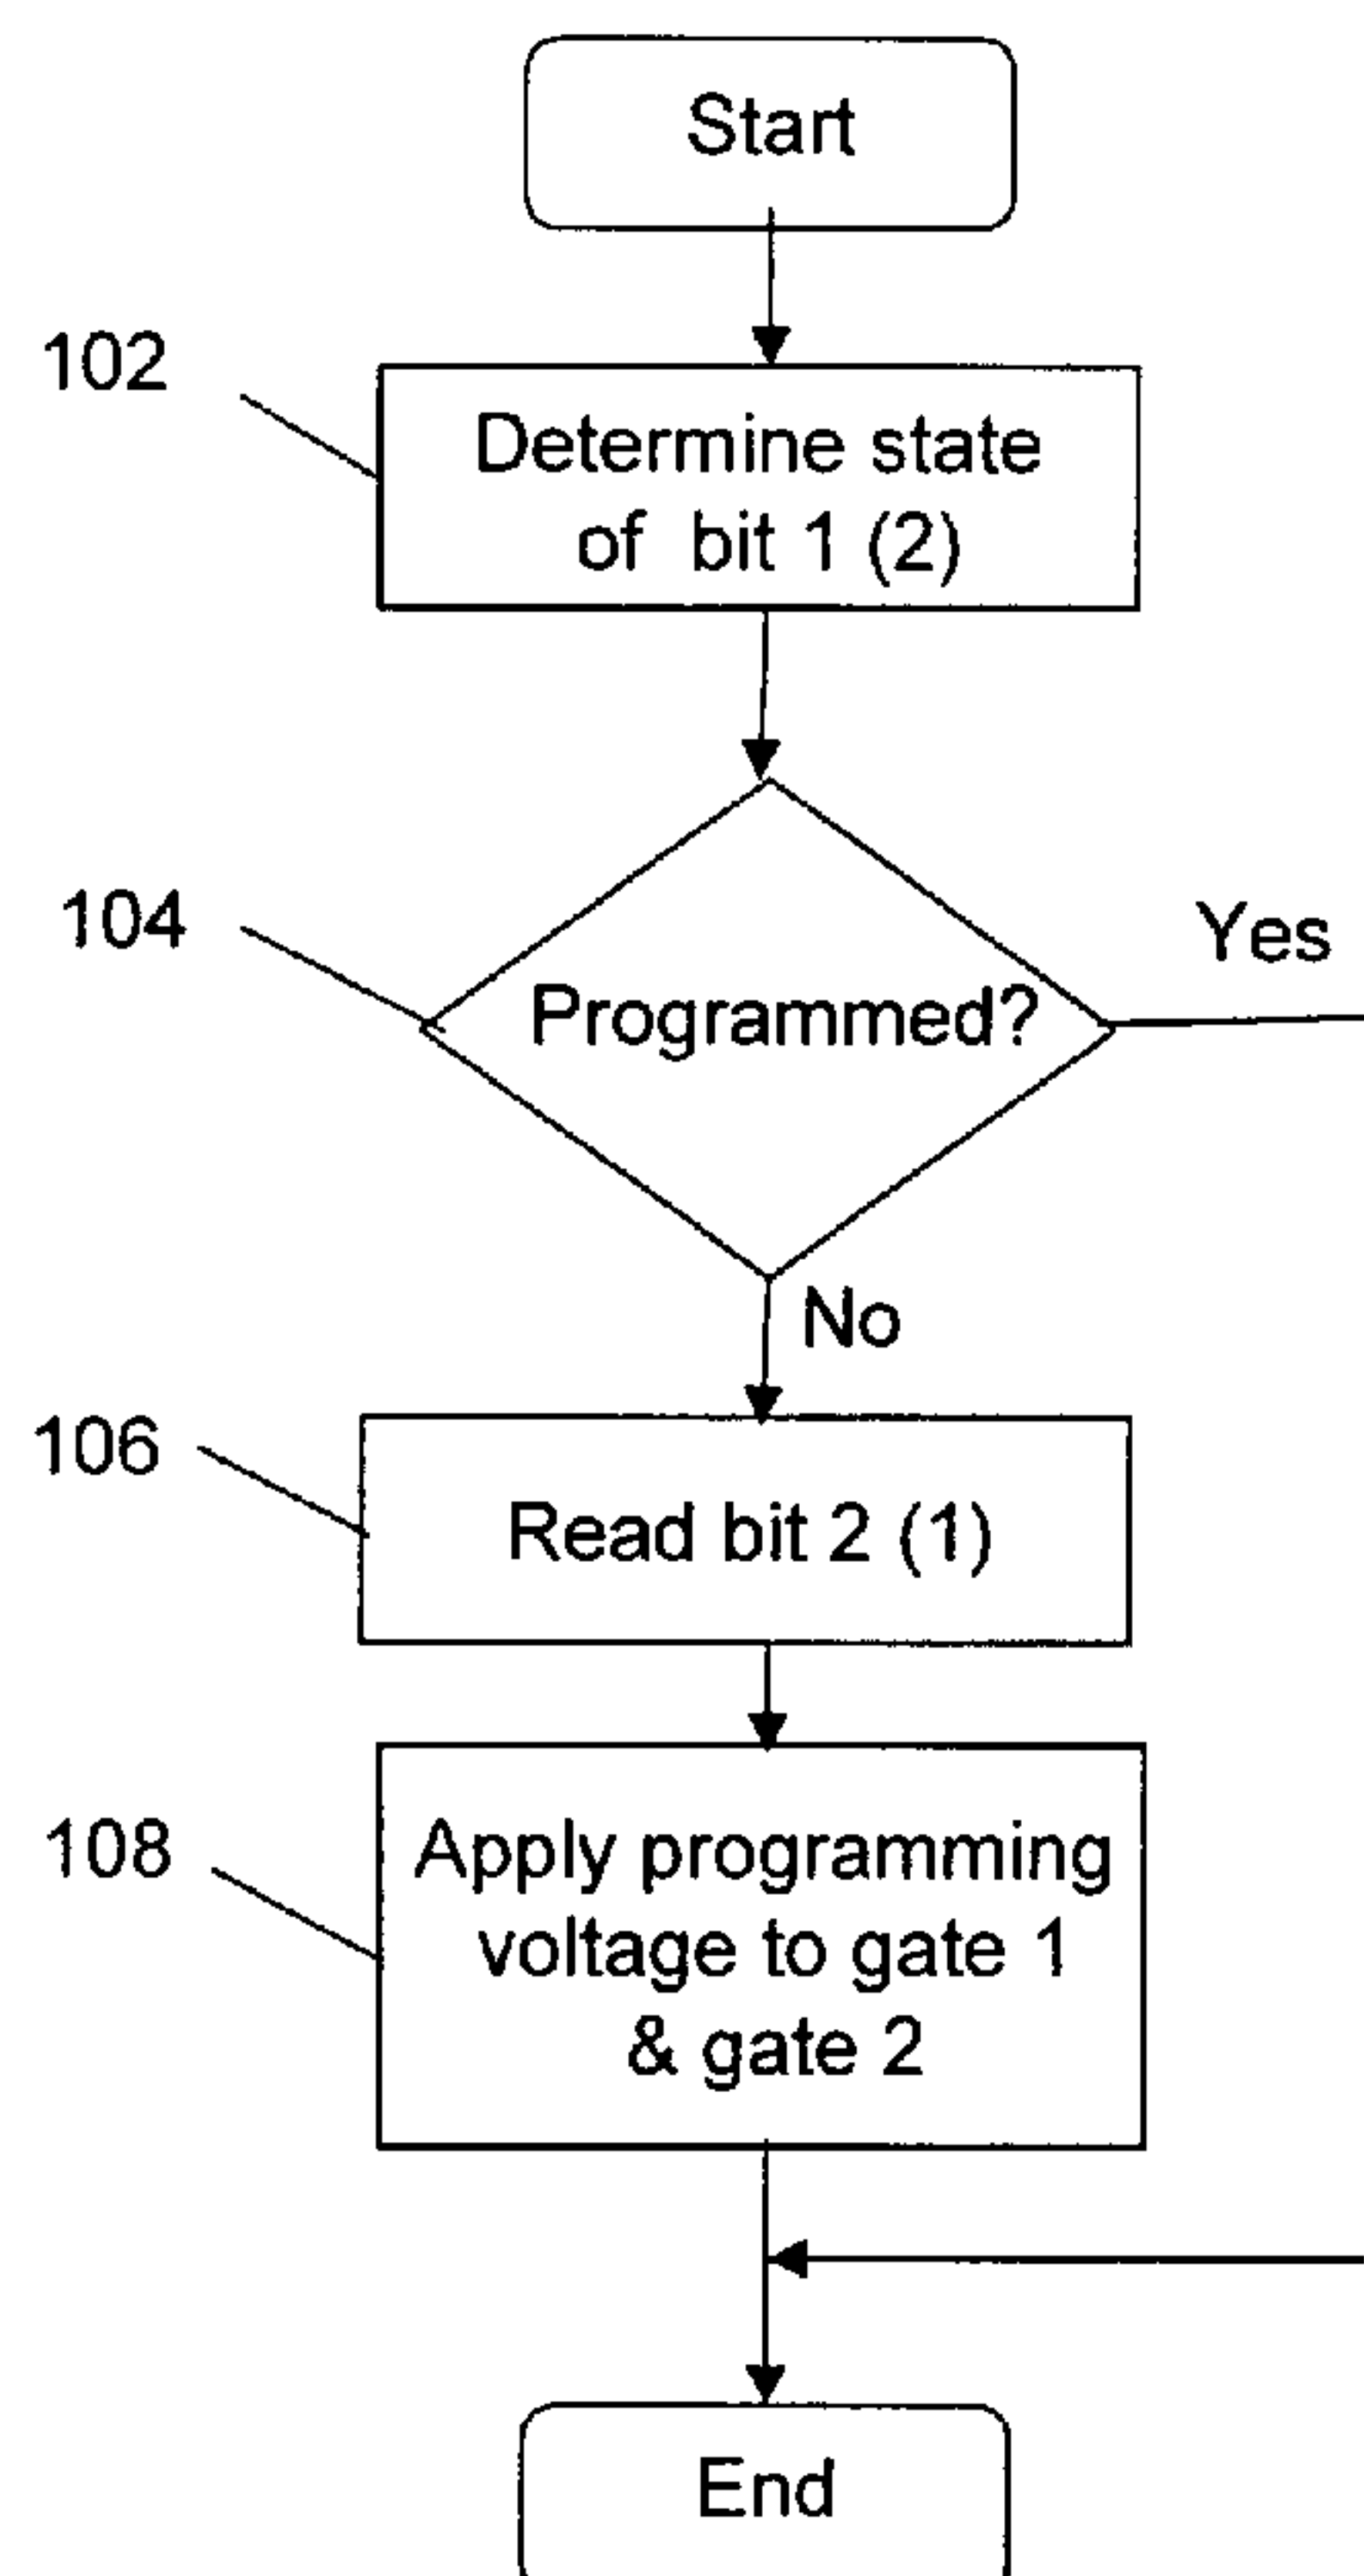 Start
102
Determine state
of bit 1 (2)
104
Programmed?
Yes
No
106
Read bit 2 (1)
108
Apply programming
voltage to gate 1
& gate 2
End